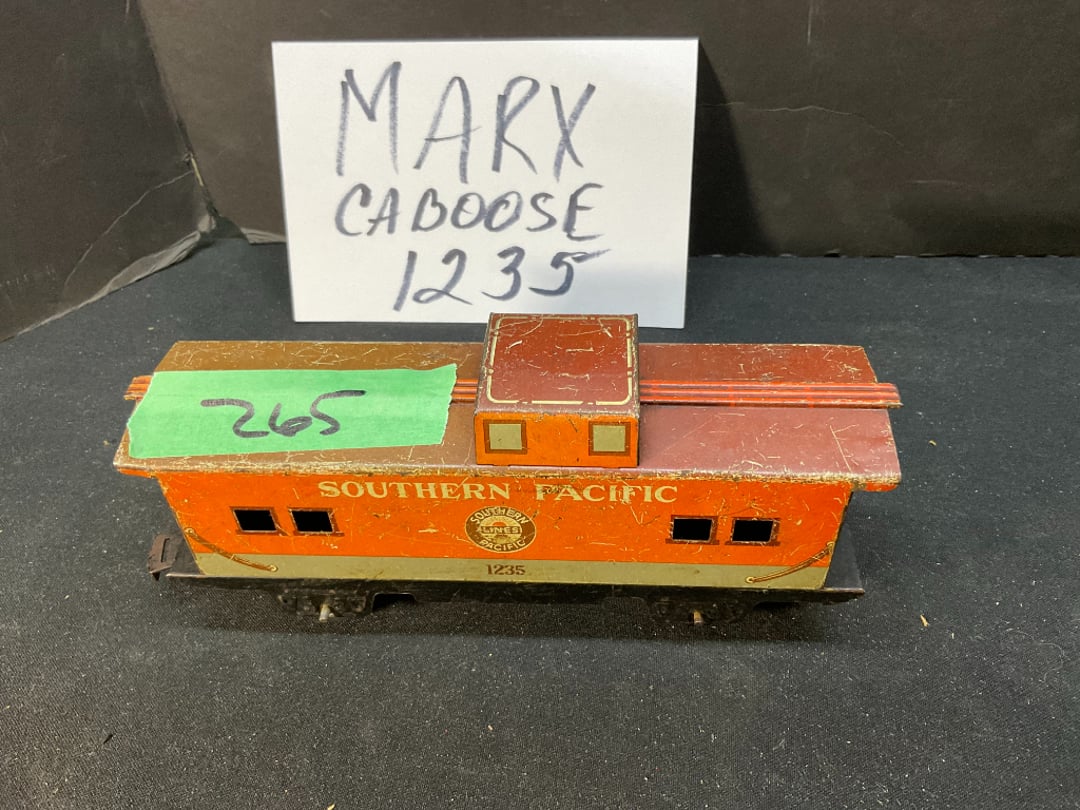 MARX
CABOOSE
1235
265
SOUTHERN PACIFIC
SOUTHERN
LINES
PACIFIC
1235